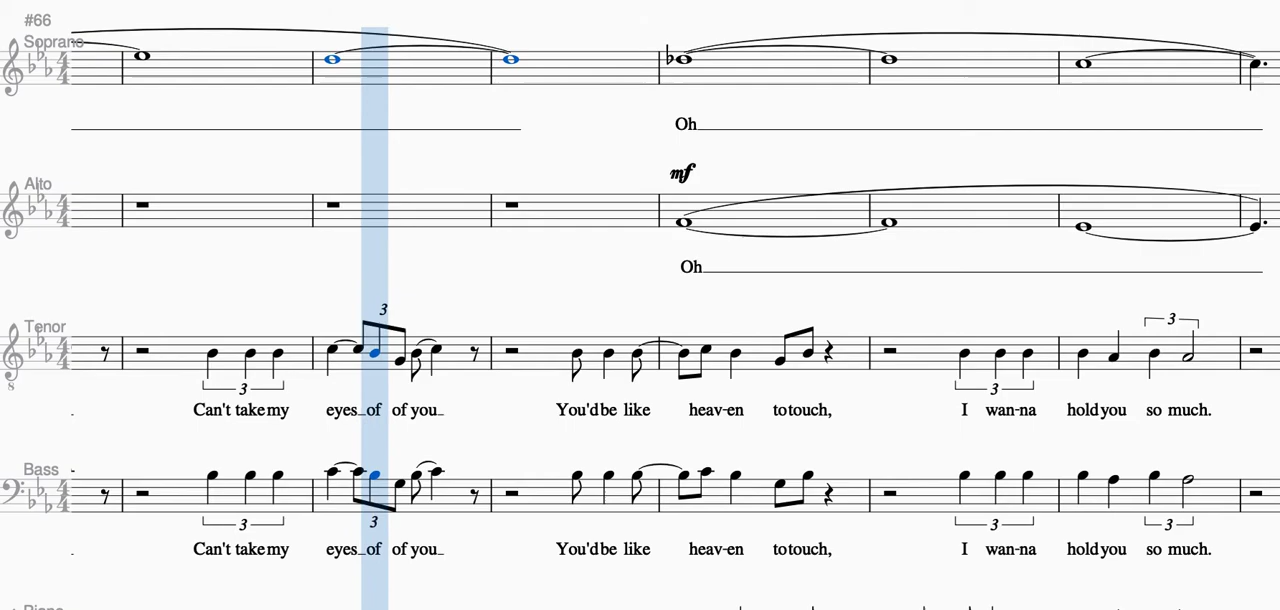 #66
Soprano
Oh
mf
Alto
Oh
3
Tenor
3
3
3
8
Can't take my eyes of of you You'd be like heav-en to touch, I wan-na hold you so much.
Bass
3
3
3
3
Can't take my eyes of of you You'd be like heav-en to touch, I wan-na hold you so much.